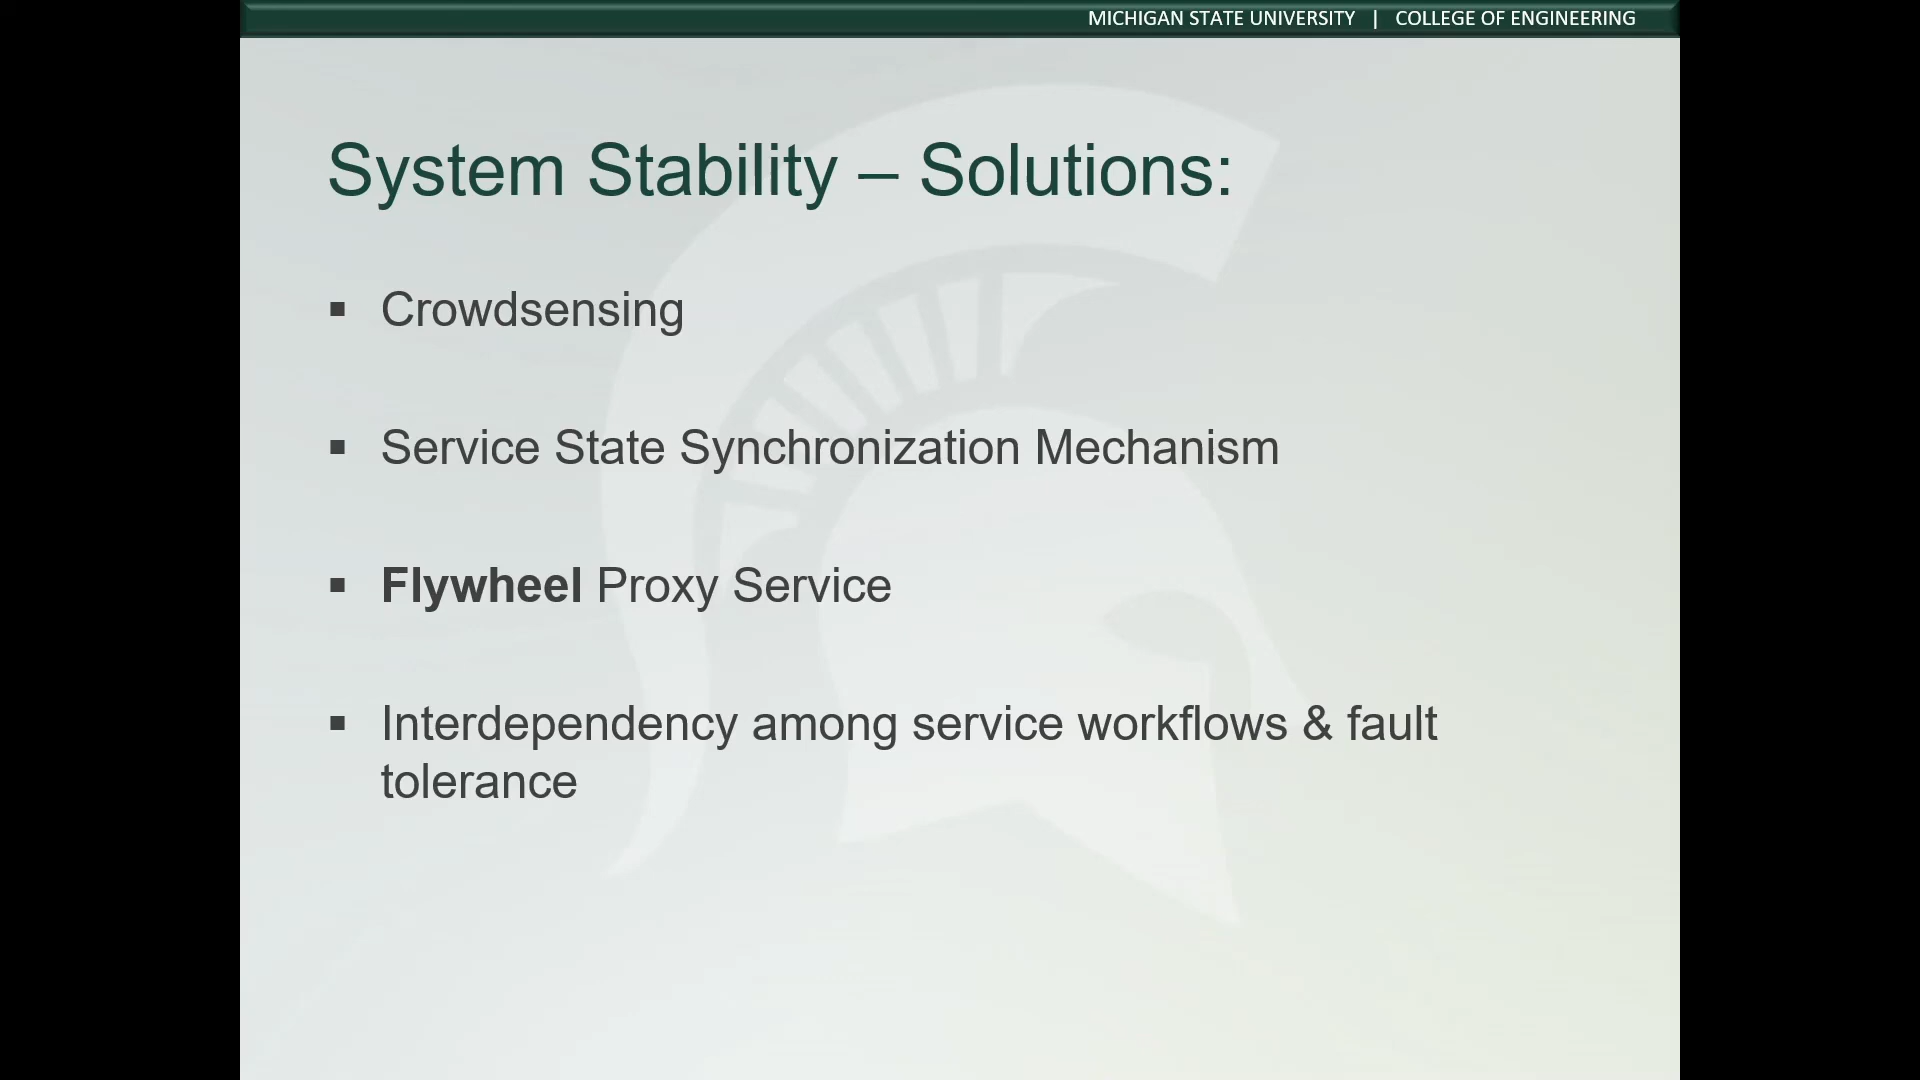 MICHIGAN STATE UNIVERSITY | COLLEGE OF ENGINEERING
System Stability – Solutions:
▪ Crowdsensing
▪ Service State Synchronization Mechanism
▪ Flywheel Proxy Service
▪ Interdependency among service workflows & fault
tolerance